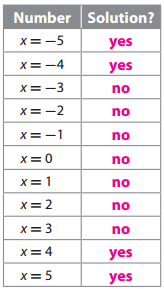 Number Solution?
x = −5 yes
x = −4 yes
x = −3 no
x = −2 no
x = −1 no
x = 0 no
x = 1 no
x = 2 no
x = 3 no
x = 4 yes
x = 5 yes